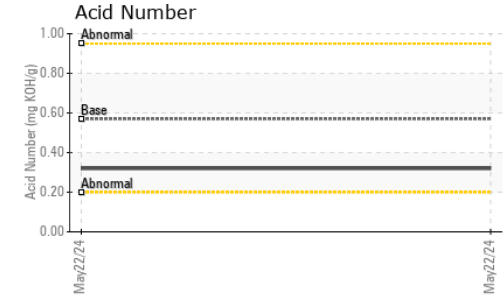 Acid Number
Acid Number (mg KOH/g)
1.00
0.80
0.60
0.40
0.20
0.00
Abnormal
Base
Abnormal
May22/24
May22/24